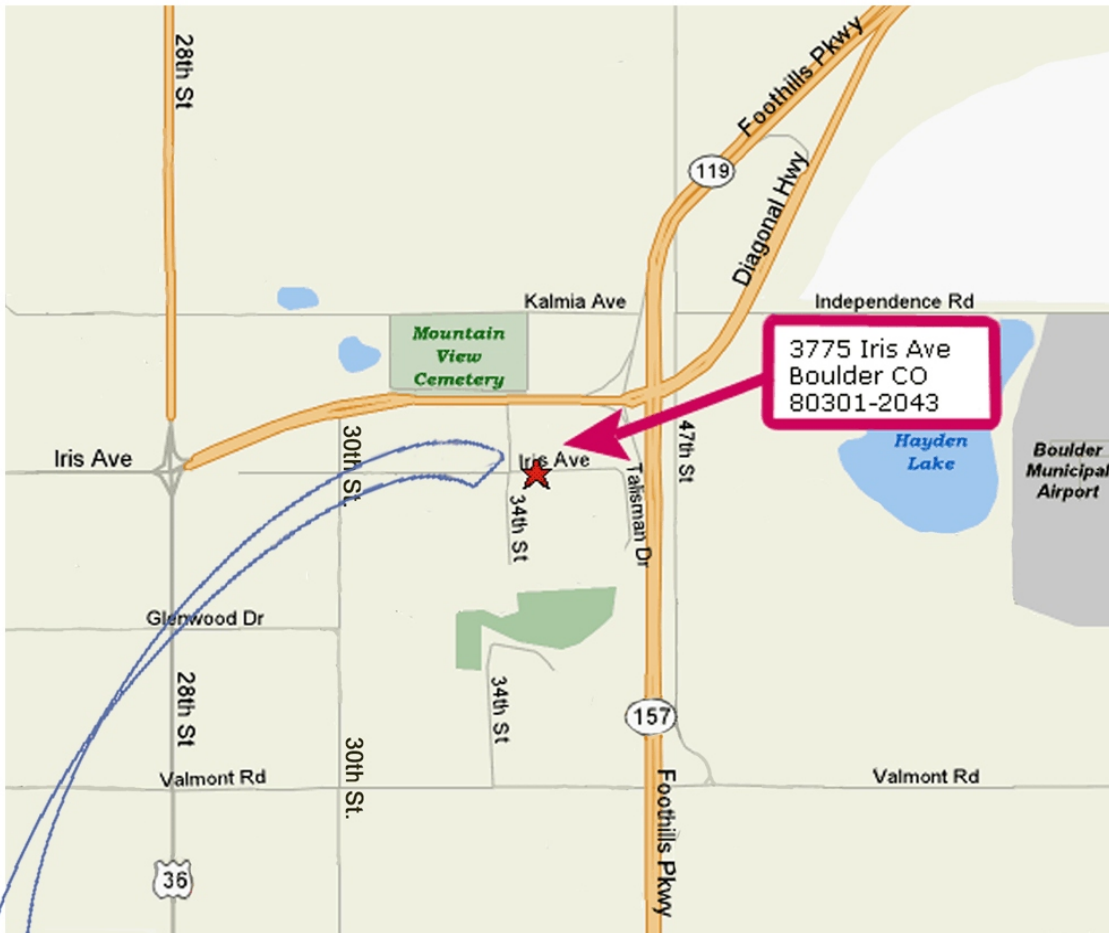 28th St
Foothills Pkwy
119
Diagonal Hwy
Kalmia Ave
Independence Rd
Mountain
View
Cemetery
3775 Iris Ave
Boulder CO
80301-2043
Iris Ave
30th St.
Iris Ave
47th St
Hayden
Lake
Boulder
Municipal
Airport
34th St
Talisman Dr
Glenwood Dr
28th St
34th St
157
30th St.
Valmont Rd
Valmont Rd
Foothills Pkwy
36